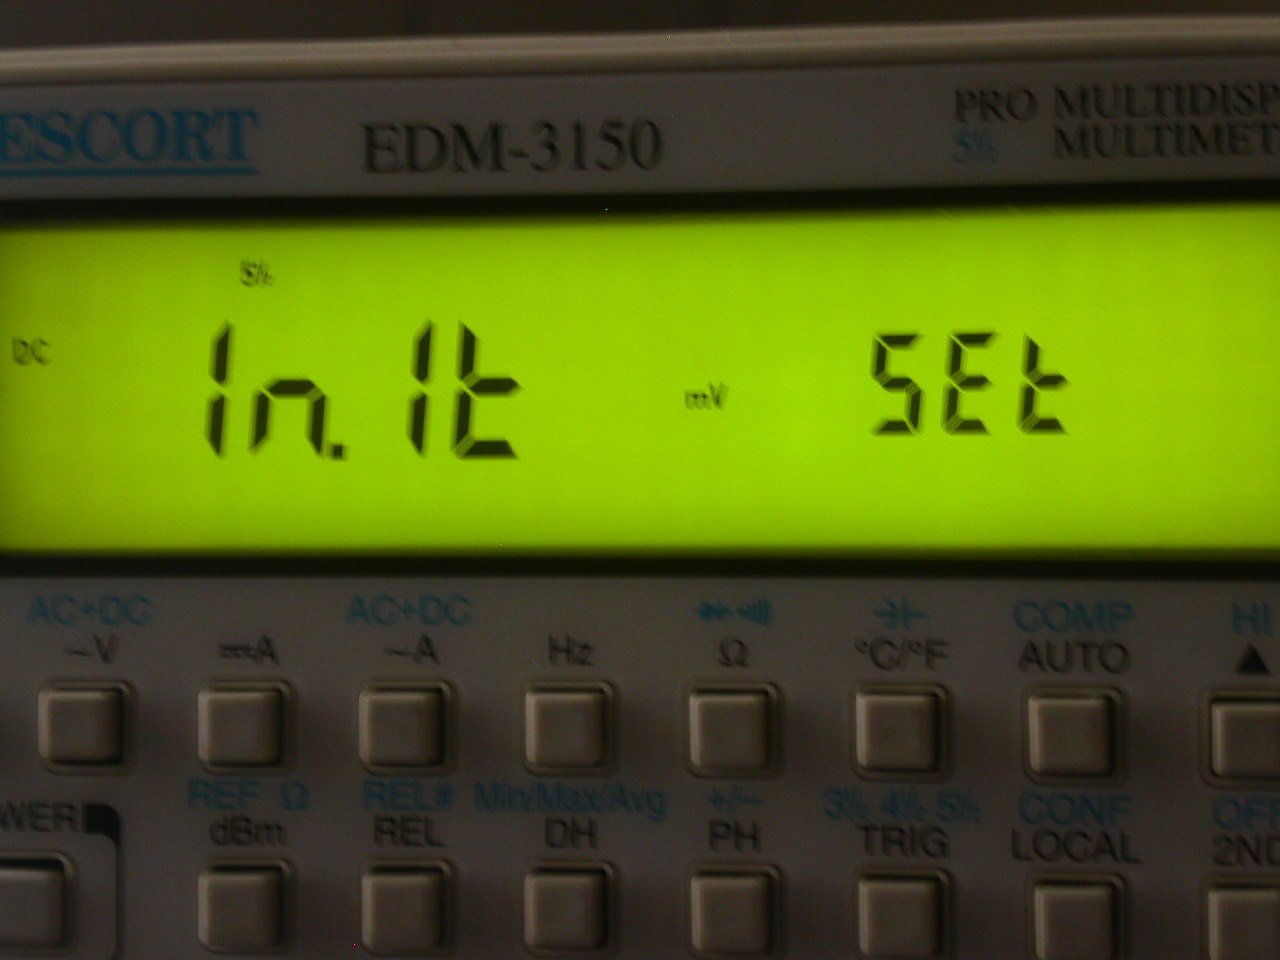 ESCORT EDM-3150 PRO MULTIDISP
5½ MULTIMET
5½
DC In.It mV SEt
AC+DC AC+DC COMP HI
~V A ~A Hz Ω °C/°F AUTO ▲
REF Ω REL# Min/Max/Avg +/- 3½ 4½ 5½ CONF OFF
WER dBm REL DH PH TRIG LOCAL 2ND